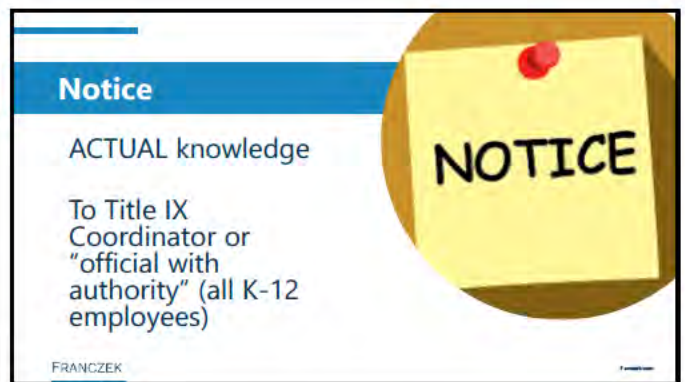 Notice
ACTUAL knowledge
To Title IX
Coordinator or
“official with
authority” (all K-12
employees)
NOTICE
FRANCZEK